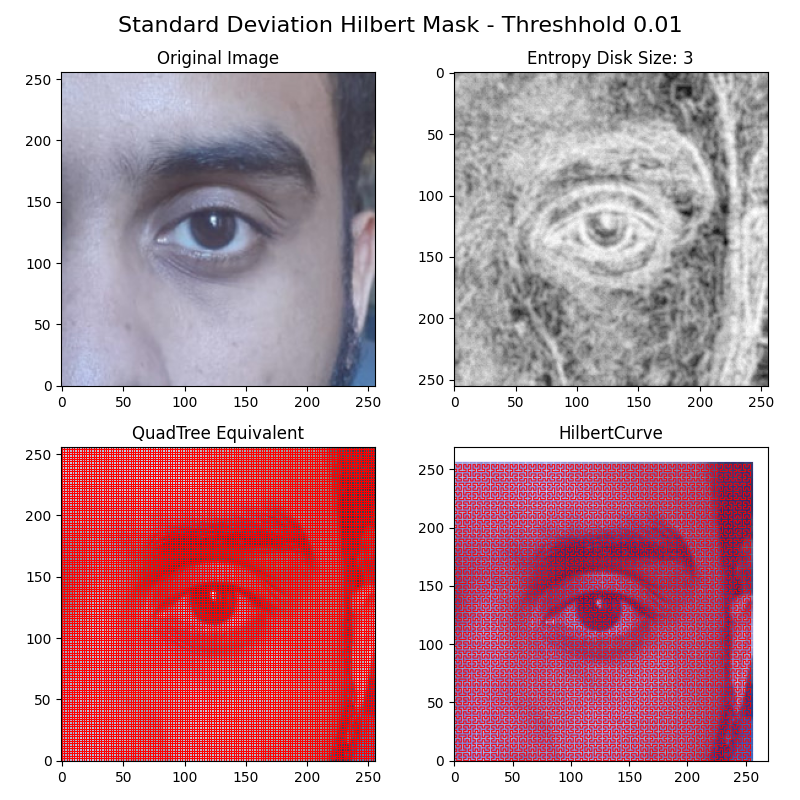 Standard Deviation Hilbert Mask - Threshhold 0.01
Original Image
250
200
150
100
50
0
0 50 100 150 200 250
Entropy Disk Size: 3
0
50
100
150
200
250
0 50 100 150 200 250
QuadTree Equivalent
250
200
150
100
50
0
0 50 100 150 200 250
HilbertCurve
250
200
150
100
50
0
0 50 100 150 200 250